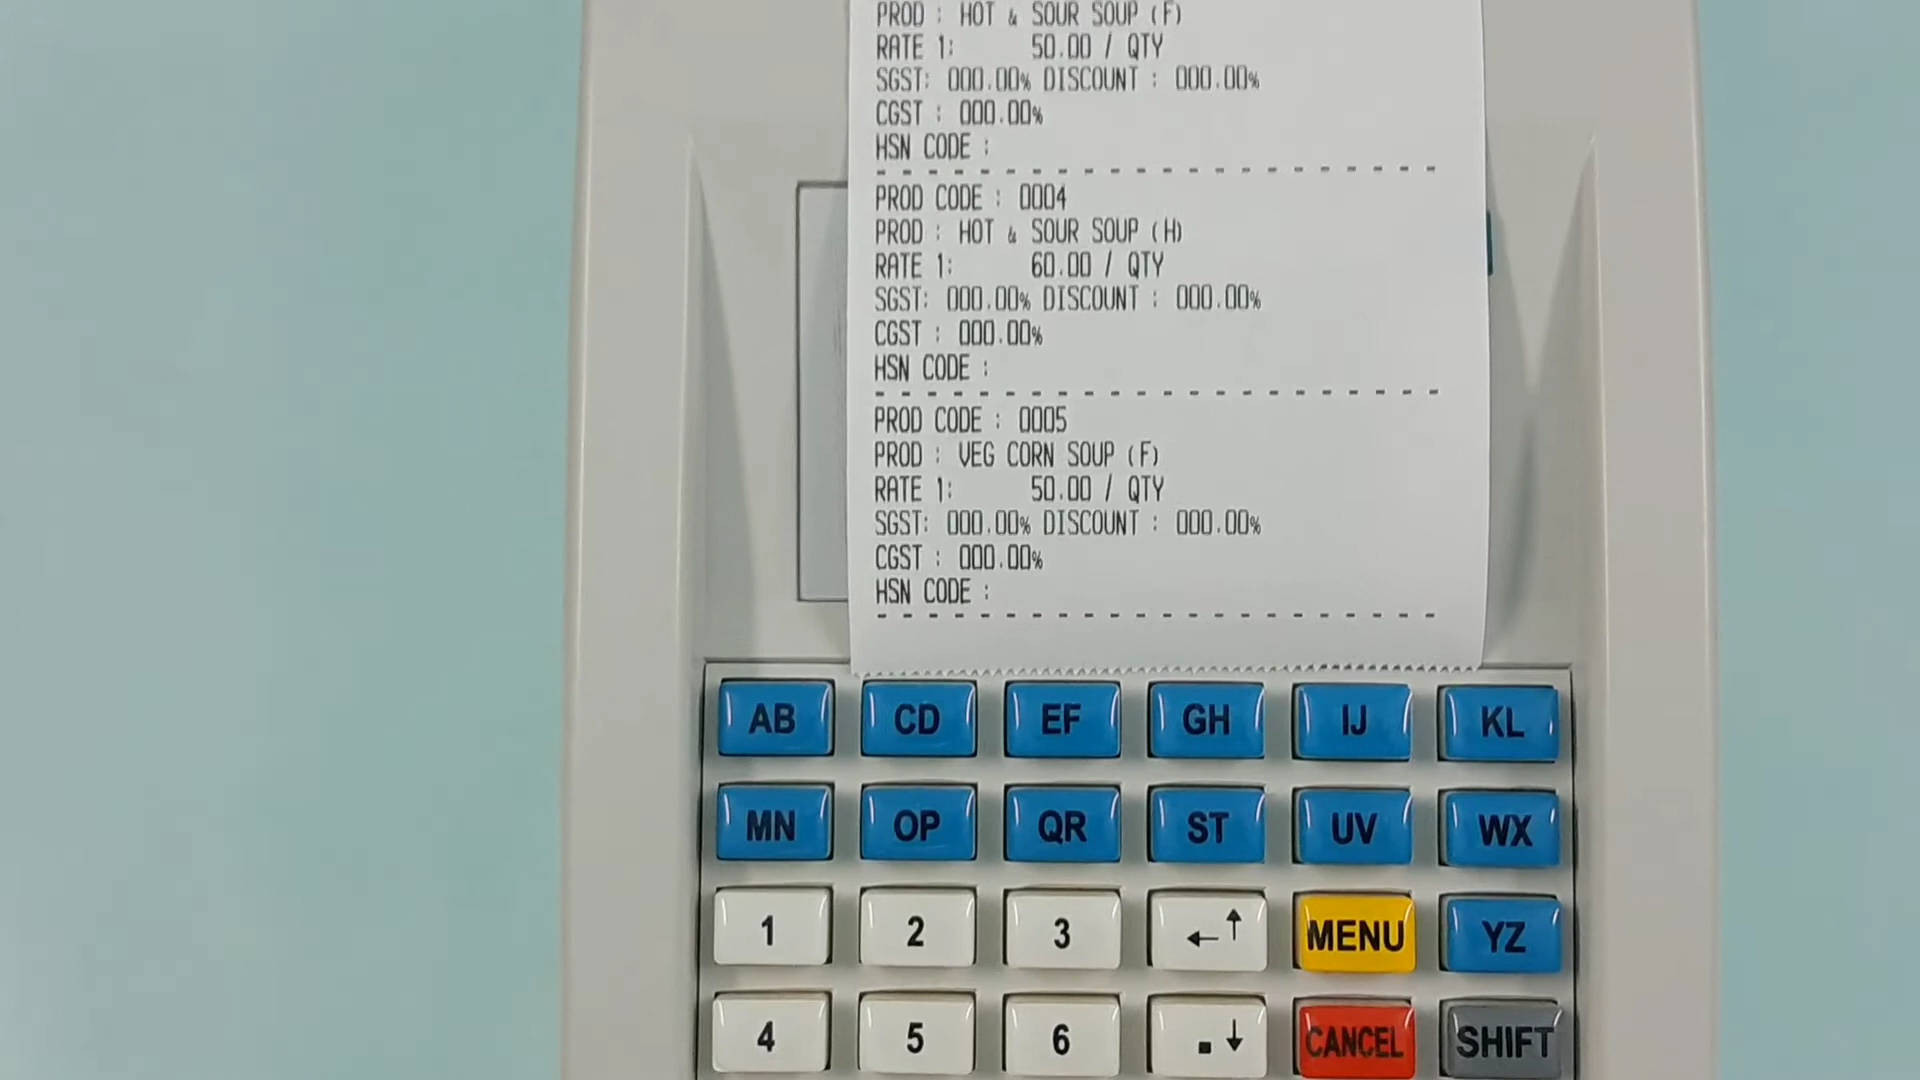 PROD : HOT & SOUR SOUP (F)
RATE 1: 50.00 / QTY
SGST: 000.00% DISCOUNT : 000.00%
CGST : 000.00%
HSN CODE :
PROD CODE : 0004
PROD : HOT & SOUR SOUP (H)
RATE 1: 60.00 / QTY
SGST: 000.00% DISCOUNT : 000.00%
CGST : 000.00%
HSN CODE :
PROD CODE : 0005
PROD : VEG CORN SOUP (F)
RATE 1: 50.00 / QTY
SGST: 000.00% DISCOUNT : 000.00%
CGST : 000.00%
HSN CODE :
AB CD EF GH IJ KL
MN OP QR ST UV WX
1 2 3 ←↑ MENU YZ
4 5 6 .↓ CANCEL SHIFT